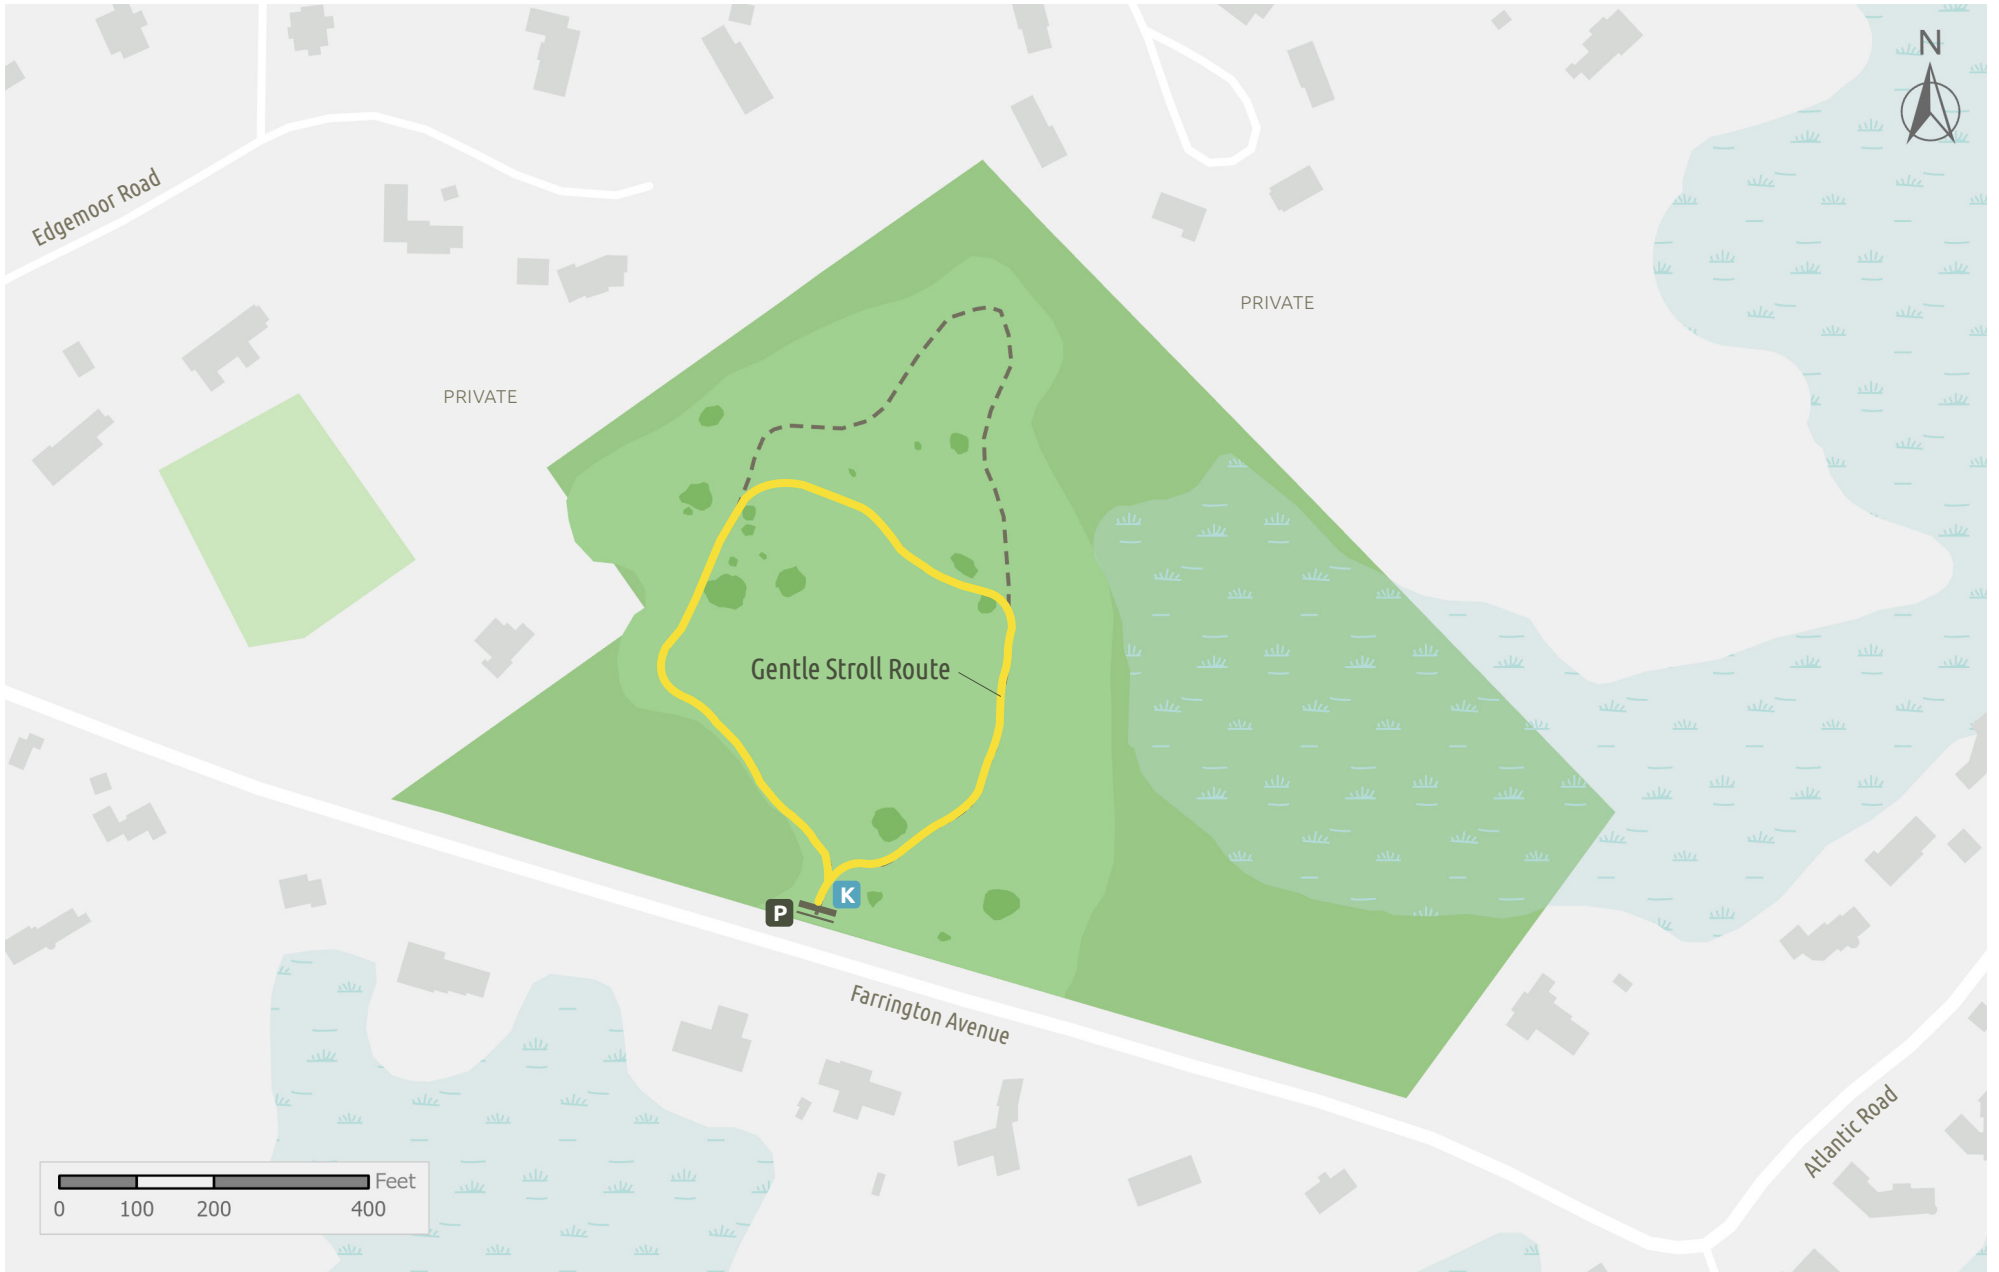 N
Edgemoor Road
PRIVATE
PRIVATE
Gentle Stroll Route
K
P
Farrington Avenue
Atlantic Road
Feet
0 100 200 400